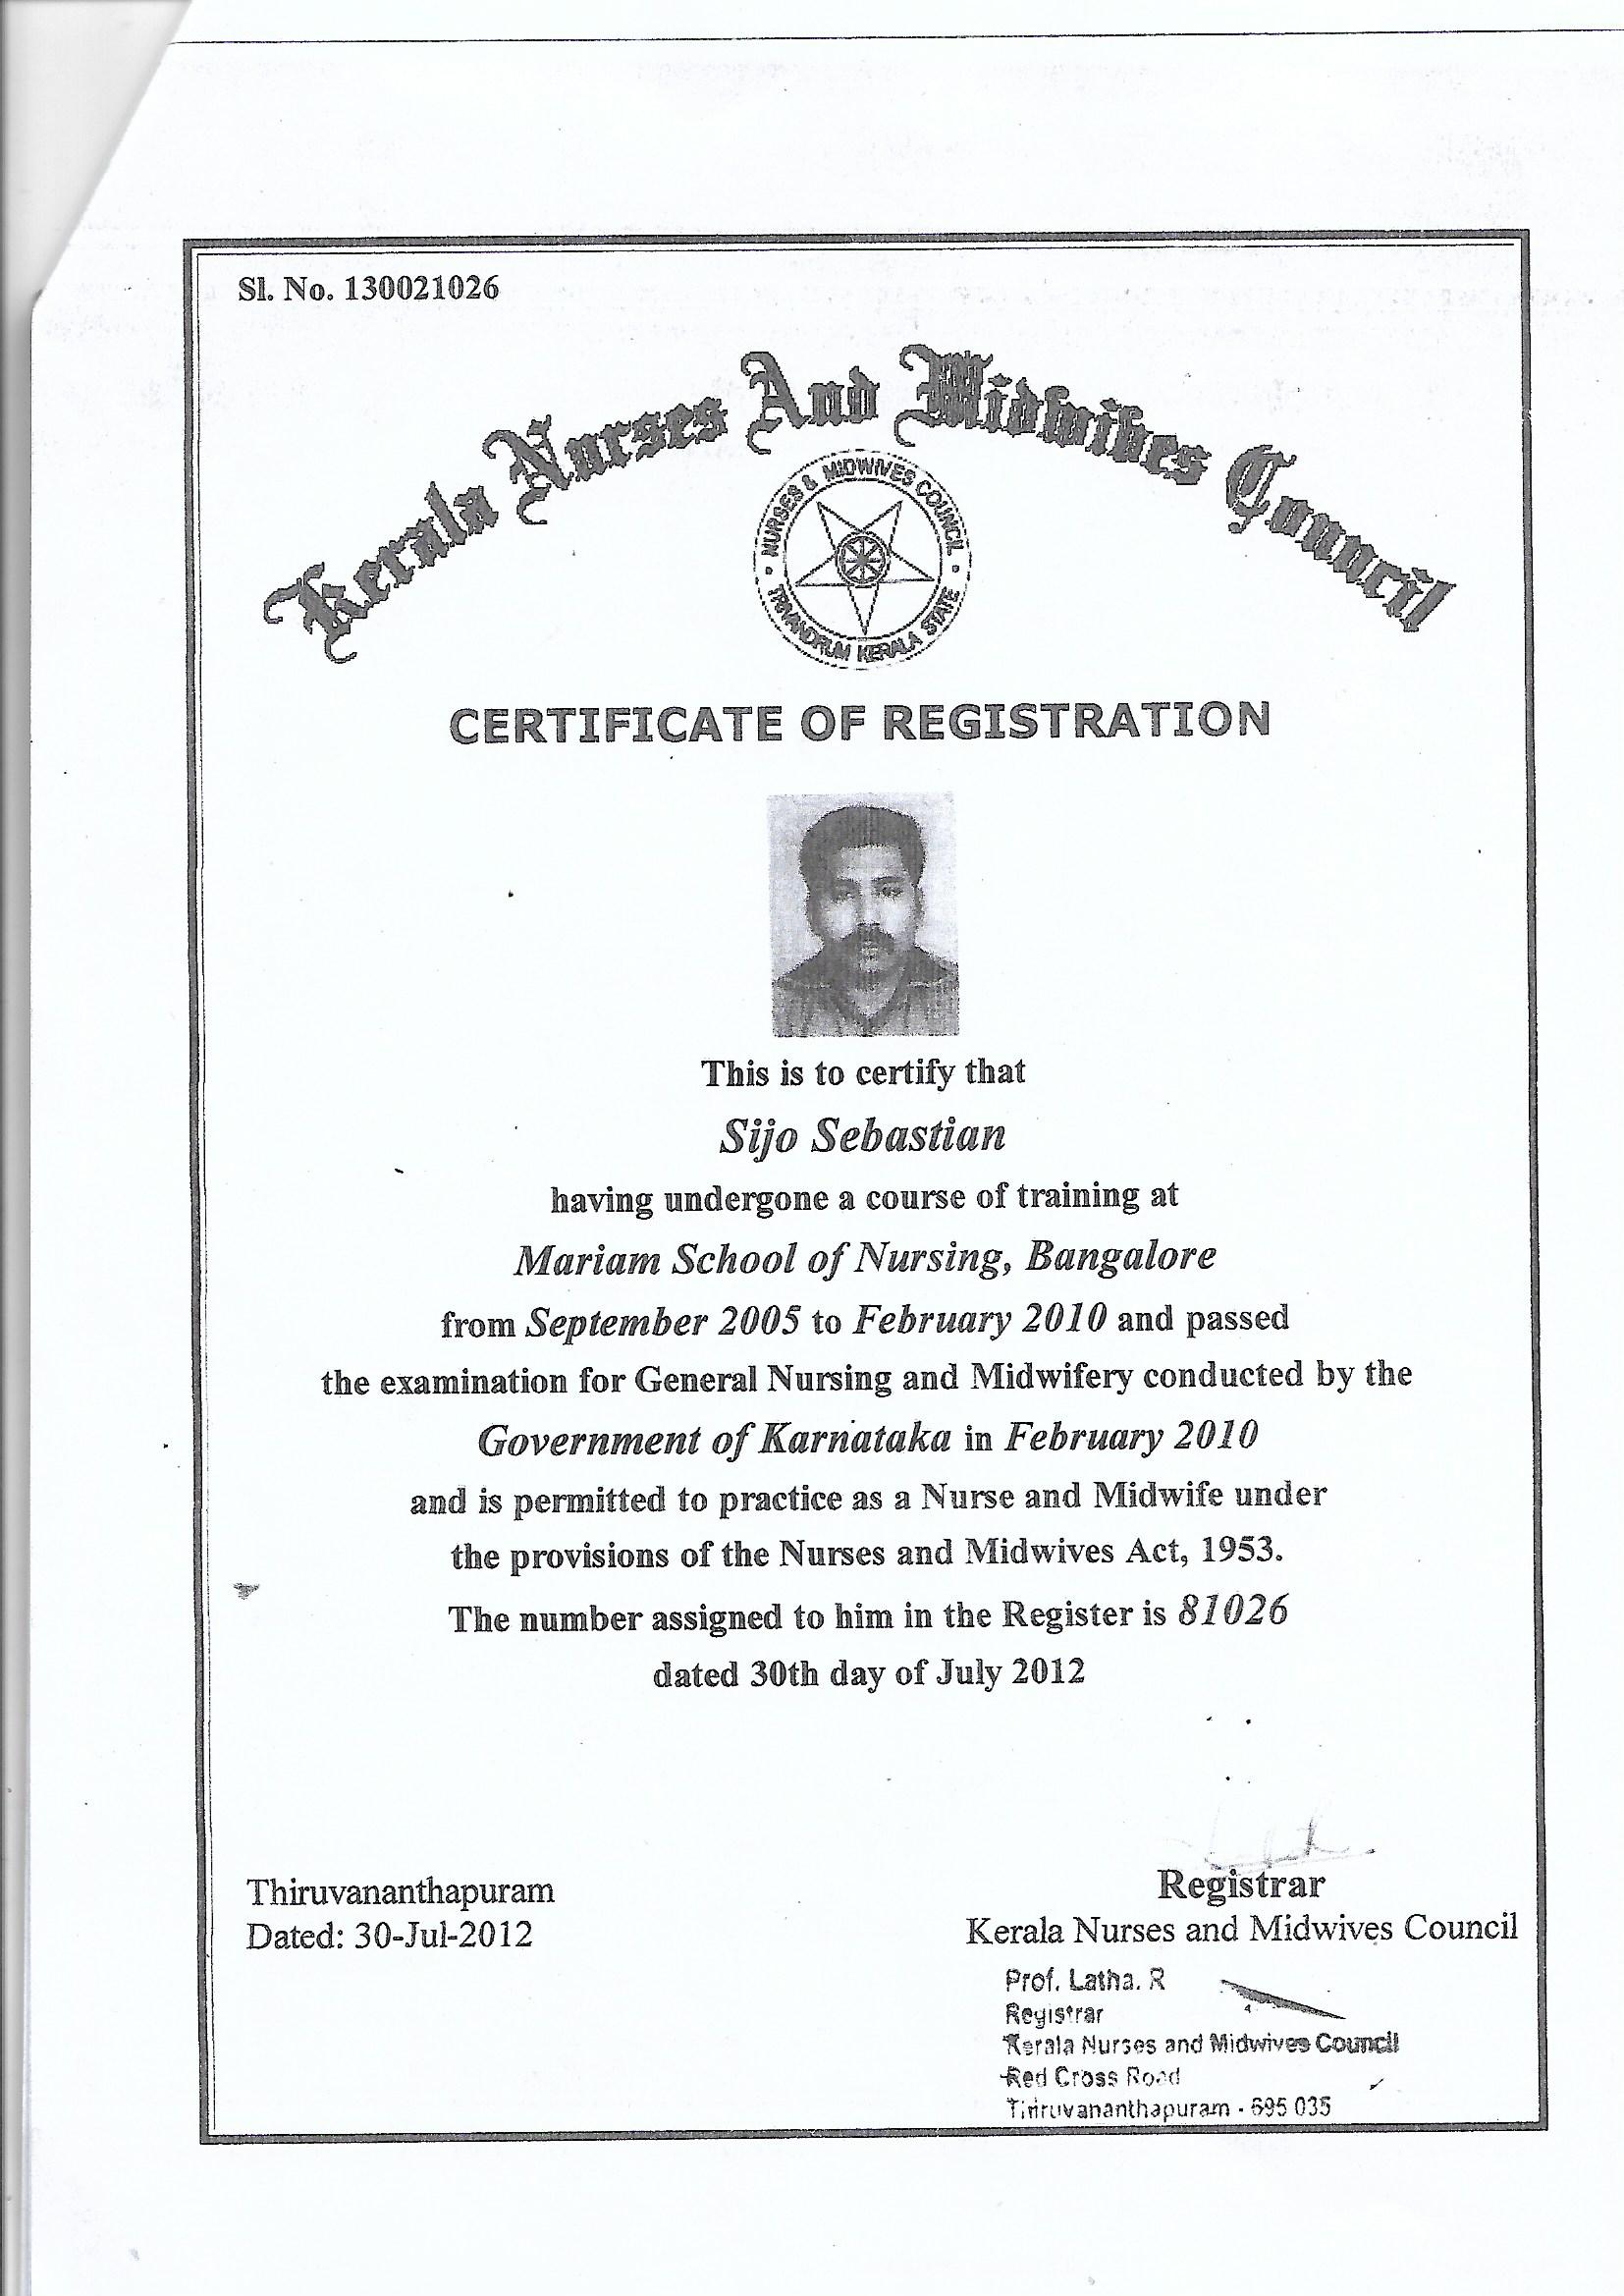 Sl. No. 130021026
Kerala Nurses And Midwives Council
NURSES & MIDWIVES COUNCIL
TRIVANDRUM KERALA STATE
CERTIFICATE OF REGISTRATION
This is to certify that
Sijo Sebastian
having undergone a course of training at
Mariam School of Nursing, Bangalore
from September 2005 to February 2010 and passed
the examination for General Nursing and Midwifery conducted by the
Government of Karnataka in February 2010
and is permitted to practice as a Nurse and Midwife under
the provisions of the Nurses and Midwives Act, 1953.
The number assigned to him in the Register is 81026
dated 30th day of July 2012
Thiruvananthapuram
Dated: 30-Jul-2012
Registrar
Kerala Nurses and Midwives Council
Prof. Latha. R
Registrar
Kerala Nurses and Midwives Council
Red Cross Road
Thiruvananthapuram - 695 035